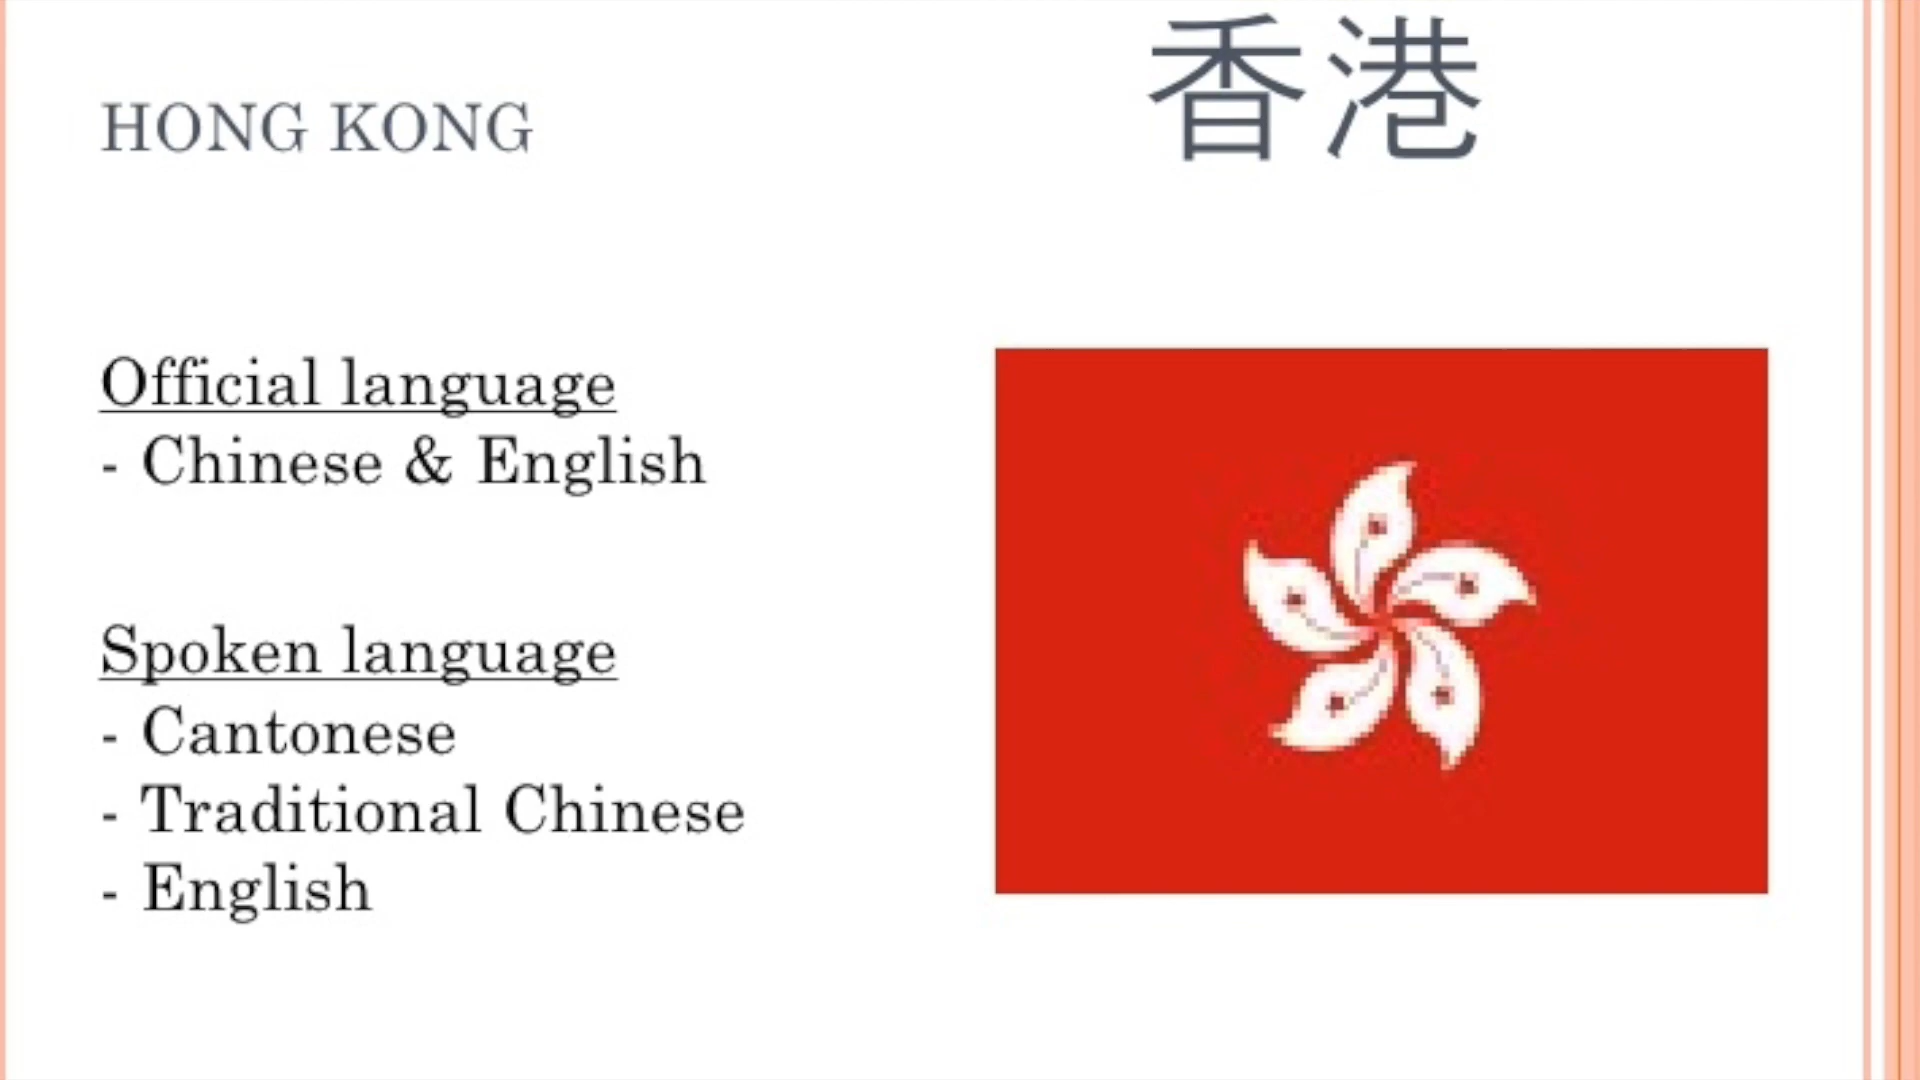 HONG KONG
香港
Official language
- Chinese & English
Spoken language
- Cantonese
- Traditional Chinese
- English